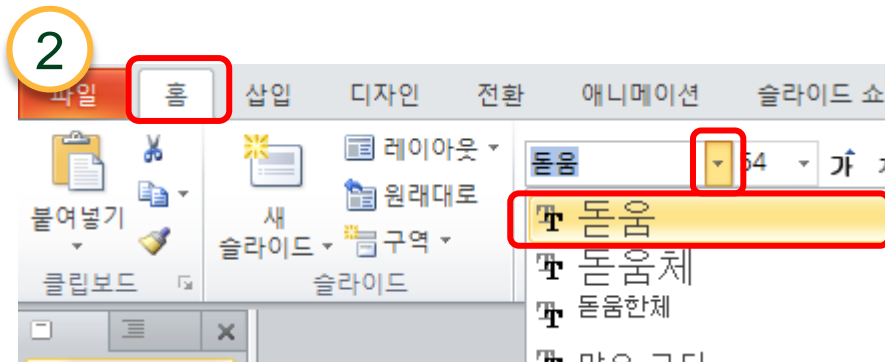 2
파일 홈 삽입 디자인 전환 애니메이션 슬라이드 쇼
붙여넣기
클립보드
새
슬라이드
레이아웃
원래대로
구역
슬라이드
돋움 54 가
돋움
돋움체
돋움한체